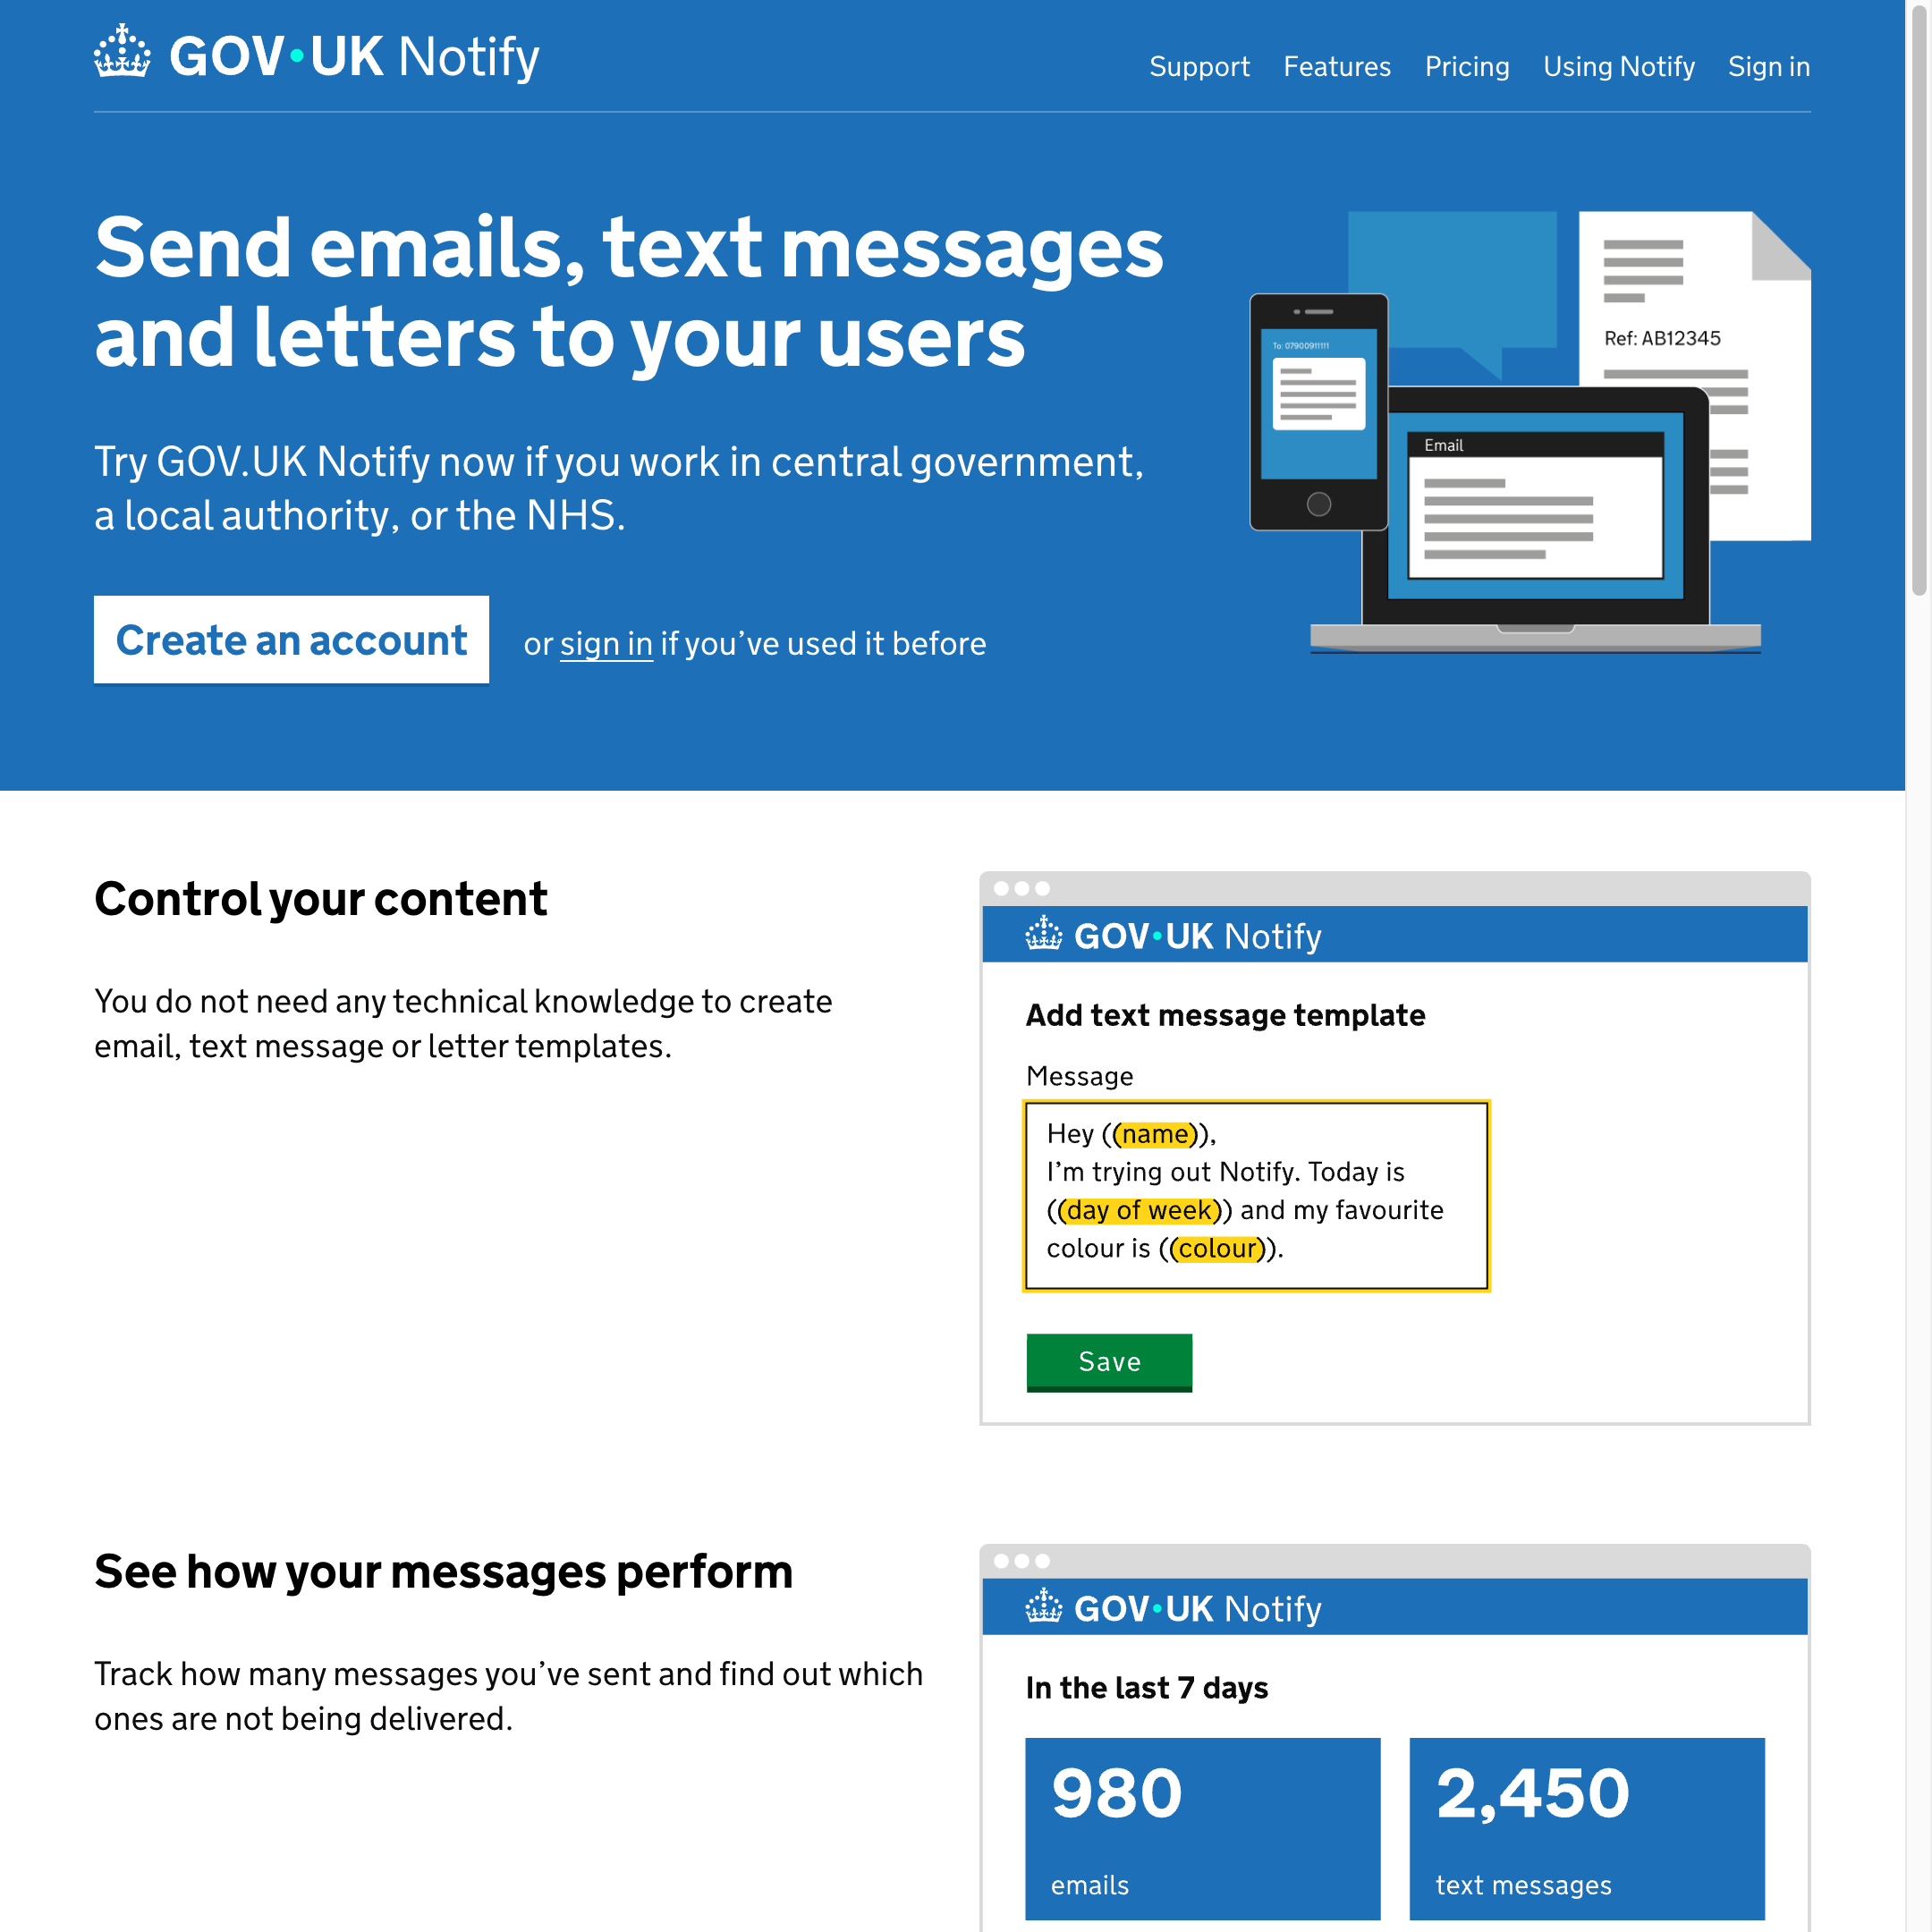 GOV·UK Notify
Support Features Pricing Using Notify Sign in
Send emails, text messages
and letters to your users
Try GOV.UK Notify now if you work in central government,
a local authority, or the NHS.
Create an account
or sign in if you’ve used it before
To: 07900911111
Ref: AB12345
Email
Control your content
You do not need any technical knowledge to create
email, text message or letter templates.
GOV·UK Notify
Add text message template
Message
Hey ((name)),
I’m trying out Notify. Today is
((day of week)) and my favourite
colour is ((colour)).
Save
See how your messages perform
Track how many messages you’ve sent and find out which
ones are not being delivered.
GOV·UK Notify
In the last 7 days
980
emails
2,450
text messages